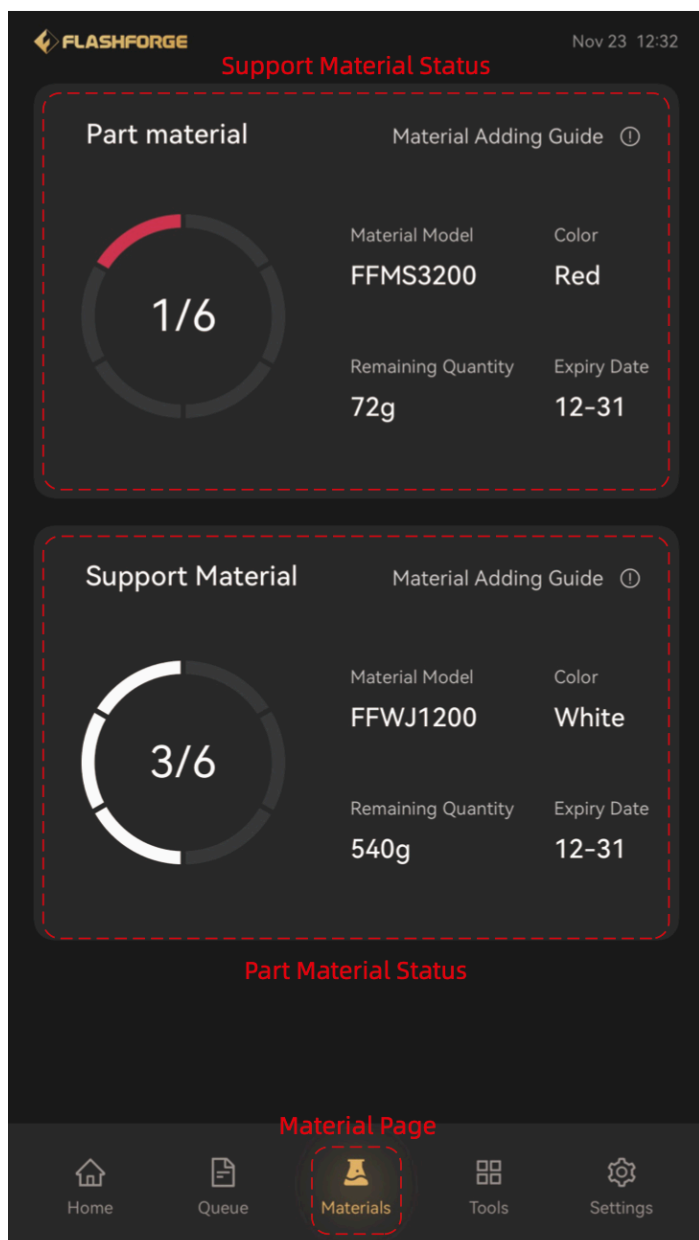 FLASHFORGE
Nov 23 12:32
Support Material Status
Part material
Material Adding Guide
1/6
Material Model
Color
FFMS3200
Red
Remaining Quantity
Expiry Date
72g
12-31
Support Material
Material Adding Guide
3/6
Material Model
Color
FFWJ1200
White
Remaining Quantity
Expiry Date
540g
12-31
Part Material Status
Material Page
Home
Queue
Materials
Tools
Settings